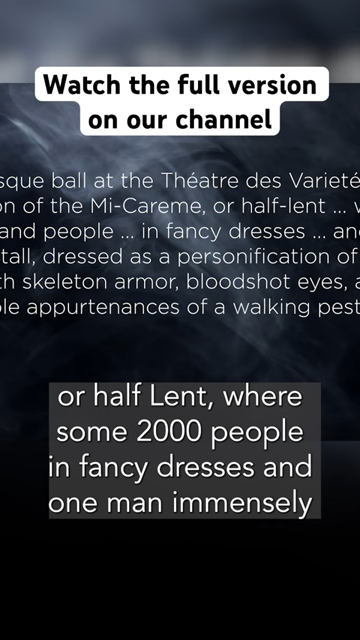 Watch the full version
on our channel
sque ball at the Théatre des Varieté
on of the Mi-Careme, or half-lent ...
and people ... in fancy dresses ... an
tall, dressed as a personification of
th skeleton armor, bloodshot eyes, a
ble appurtenances of a walking pest
or half Lent, where
some 2000 people
in fancy dresses and
one man immensely